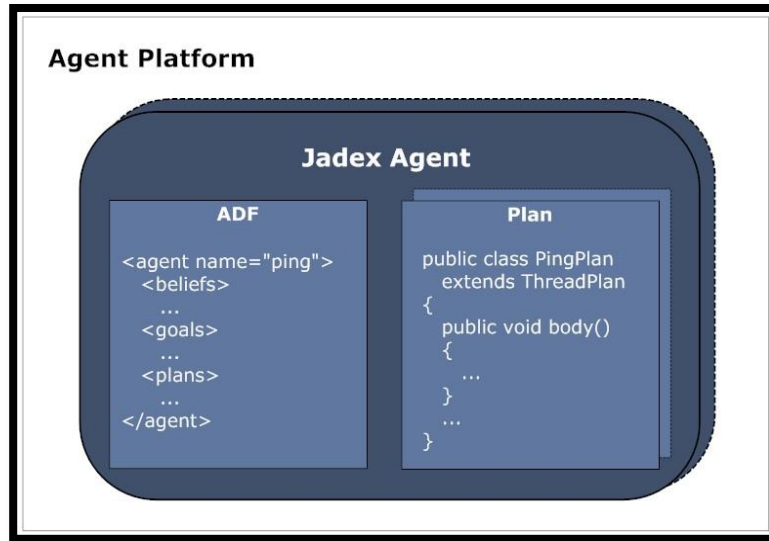 Agent Platform
Jadex Agent
ADF
<agent name="ping">
<beliefs>
...
<goals>
...
<plans>
...
</agent>
Plan
public class PingPlan
extends ThreadPlan
{
public void body()
{
...
}
...
}